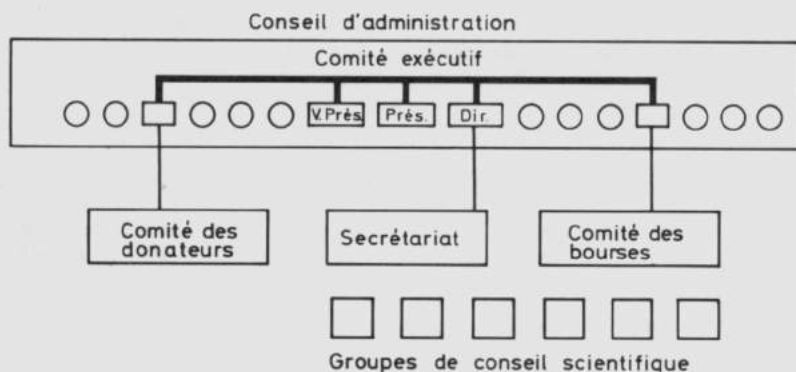 Conseil d'administration
Comité exécutif
V.Prés. Prés. Dir.
Comité des
donateurs
Secrétariat
Comité des
bourses
Groupes de conseil scientifique